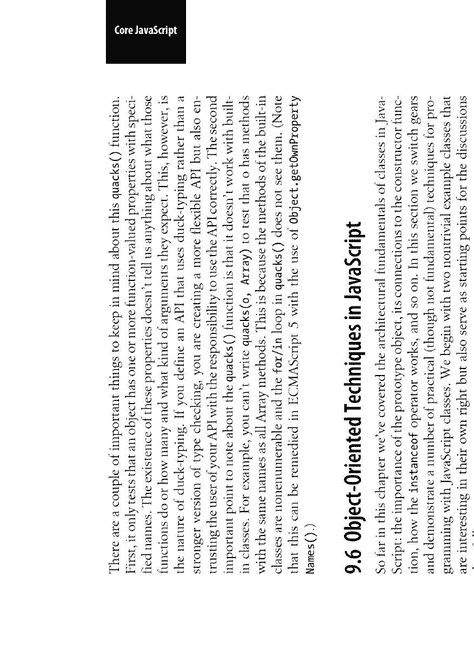 Core JavaScript
There are a couple of important things to keep in mind about this quacks() function.
First, it only tests that an object has one or more function-valued properties with speci-
fied names. The existence of these properties doesn't tell us anything about what those
functions do or how many and what kind of arguments they expect. This, however, is
the nature of duck-typing. If you define an API that uses duck-typing rather than a
stronger version of type checking, you are creating a more flexible API but also en-
trusting the user of your API with the responsibility to use the API correctly. The second
important point to note about the quacks() function is that it doesn't work with built-
in classes. For example, you can't write quacks(o, Array) to test that o has methods
with the same names as all Array methods. This is because the methods of the built-in
classes are nonenumerable and the for/in loop in quacks() does not see them. (Note
that this can be remedied in ECMAScript 5 with the use of Object.getOwnProperty
Names().)
9.6 Object-Oriented Techniques in JavaScript
So far in this chapter we've covered the architectural fundamentals of classes in Java-
Script: the importance of the prototype object, its connections to the constructor func-
tion, how the instanceof operator works, and so on. In this section we switch gears
and demonstrate a number of practical (though not fundamental) techniques for pro-
gramming with JavaScript classes. We begin with two nontrivial example classes that
are interesting in their own right but also serve as starting points for the discussions